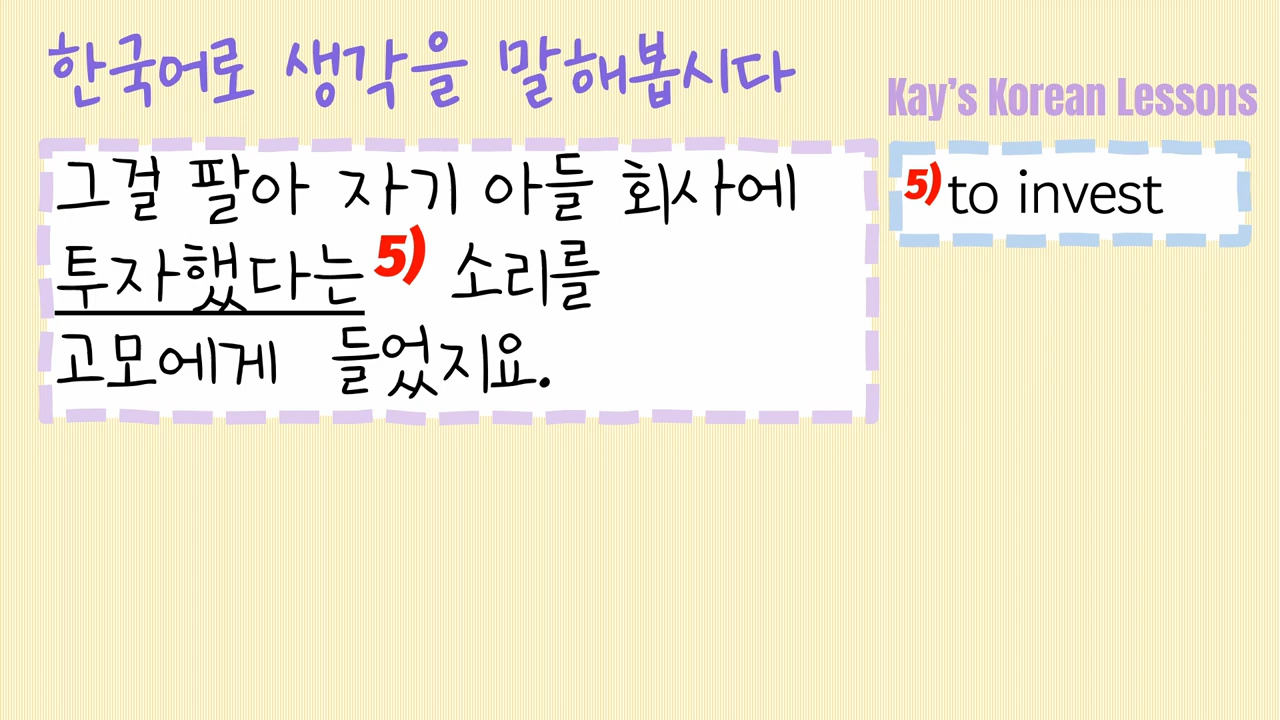 한국어로 생각을 말해봅시다
Kay's Korean Lessons
그걸 팔아 자기 아들 회사에
투자했다는 5) 소리를
고모에게 들었지요.
5) to invest